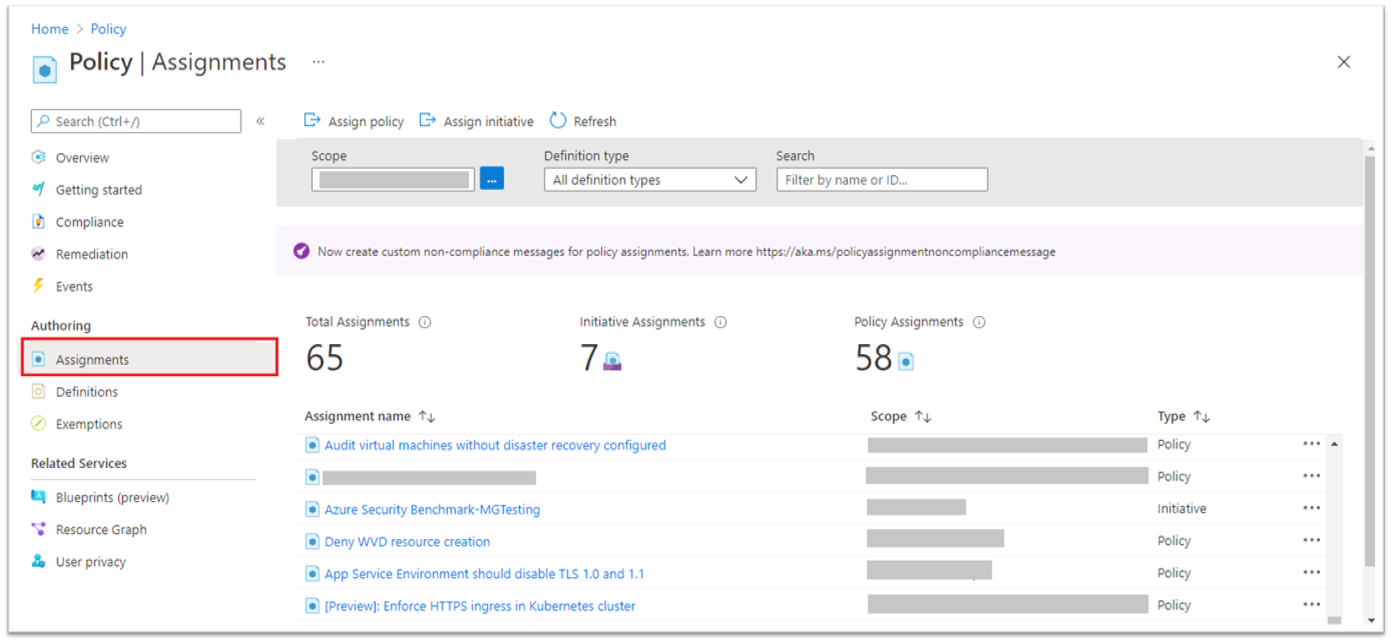 Home > Policy
Policy | Assignments ...
Search (Ctrl+/) «
Overview
Getting started
Compliance
Remediation
Events
Authoring
Assignments
Definitions
Exemptions
Related Services
Blueprints (preview)
Resource Graph
User privacy
Assign policy Assign initiative Refresh
Scope Definition type Search
... All definition types Filter by name or ID...
Now create custom non-compliance messages for policy assignments. Learn more https://aka.ms/policyassignmentnoncompliancemessage
Total Assignments Initiative Assignments Policy Assignments
65 7 58
Assignment name ↑↓ Scope ↑↓ Type ↑↓
Audit virtual machines without disaster recovery configured Policy ...
Policy ...
Azure Security Benchmark-MGTesting Initiative ...
Deny WVD resource creation Policy ...
App Service Environment should disable TLS 1.0 and 1.1 Policy ...
[Preview]: Enforce HTTPS ingress in Kubernetes cluster Policy ...